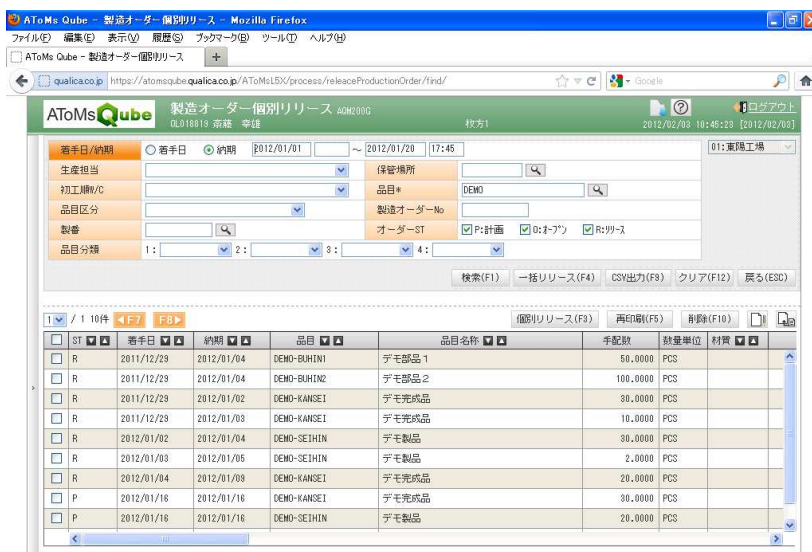 AToMs Qube - 製造オーダー個別リリース - Mozilla Firefox
ファイル(F) 編集(E) 表示(V) 履歴(S) ブックマーク(B) ツール(T) ヘルプ(H)
AToMs Qube - 製造オーダー個別リリース +
qualica.co.jp https://atomsqube.qualica.co.jp/AToMsL5X/process/releaceProductionOrder/find/ Google
AToMs Qube 製造オーダー個別リリース AQM200G ? ログアウト
OL018819 斎藤 幸雄 枚方1 2012/02/03 10:45:23 [2012/02/03]
着手日/納期 着手日 納期 2012/01/01 ~ 2012/01/20 17:45 01:東陽工場
生産担当 保管場所
初工順W/C 品目* DEMO
品目区分 製造オーダーNo
製番 オーダーST P:計画 O:オープン R:リリース
品目分類 1: 2: 3: 4:
検索(F1) 一括リリース(F4) CSV出力(F9) クリア(F12) 戻る(ESC)
1 / 1 10件 F7 F8 個別リリース(F3) 再印刷(F5) 削除(F10)
ST 着手日 納期 品目 品目名称 手配数 数量単位 材質
R 2011/12/29 2012/01/04 DEMO-BUHIN1 デモ部品1 50.0000 PCS
R 2011/12/29 2012/01/04 DEMO-BUHIN2 デモ部品2 100.0000 PCS
R 2011/12/29 2012/01/02 DEMO-KANSEI デモ完成品 30.0000 PCS
R 2011/12/29 2012/01/03 DEMO-KANSEI デモ完成品 10.0000 PCS
R 2012/01/02 2012/01/04 DEMO-SEIHIN デモ製品 30.0000 PCS
R 2012/01/03 2012/01/05 DEMO-SEIHIN デモ製品 2.0000 PCS
R 2012/01/04 2012/01/09 DEMO-KANSEI デモ完成品 20.0000 PCS
P 2012/01/16 2012/01/16 DEMO-KANSEI デモ完成品 30.0000 PCS
P 2012/01/16 2012/01/16 DEMO-SEIHIN デモ製品 20.0000 PCS